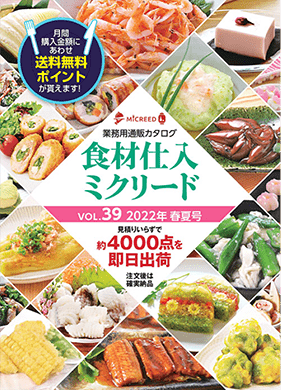 月間
購入金額に
あわせ
送料無料
ポイント
が貰えます!
MICREED
業務用通販カタログ
食材仕入
ミクリード
VOL.39 2022年 春夏号
見積りいらずで
約4000点を
即日出荷
注文後は
確実納品